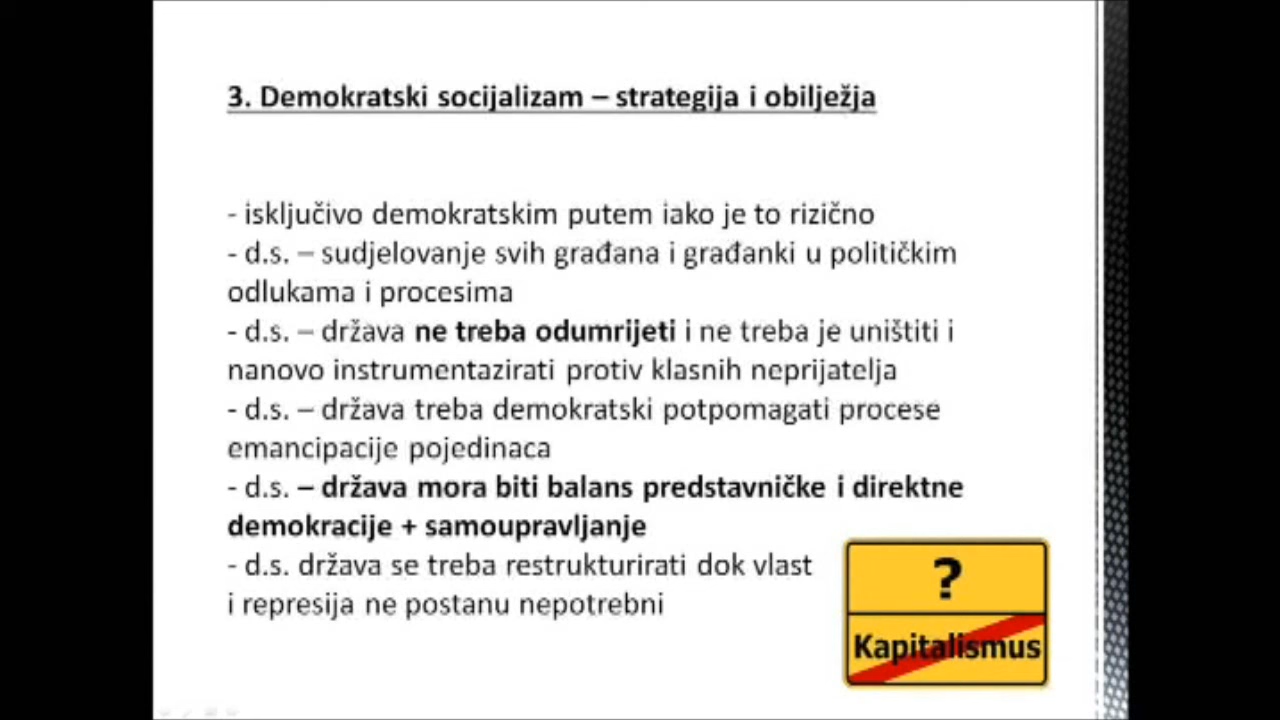 3. Demokratski socijalizam – strategija i obilježja
- isključivo demokratskim putem iako je to rizično
- d.s. – sudjelovanje svih građana i građanki u političkim
odlukama i procesima
- d.s. – država ne treba odumrijeti i ne treba je uništiti i
nanovo instrumentazirati protiv klasnih neprijatelja
- d.s. – država treba demokratski potpomagati procese
emancipacije pojedinaca
- d.s. – država mora biti balans predstavničke i direktne
demokracije + samoupravljanje
- d.s. država se treba restrukturirati dok vlast
i represija ne postanu nepotrebni
?
Kapitalismus